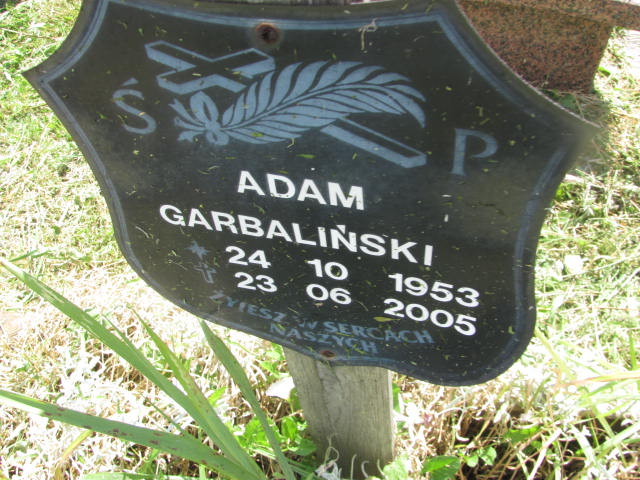 Ś P
ADAM
GARBALIŃSKI
24 10 1953
23 06 2005
ŻYJESZ W SERCACH
NASZYCH